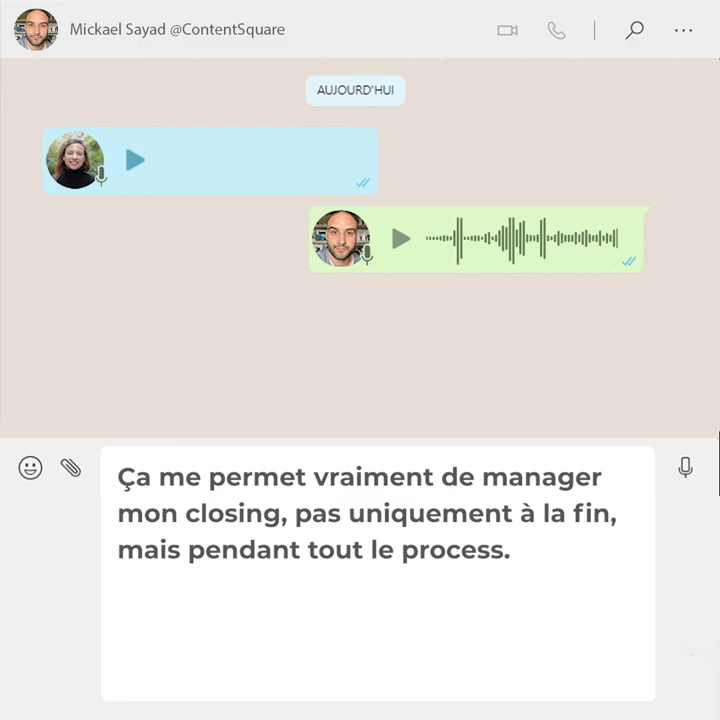 Mickael Sayad @ContentSquare
AUJOURD'HUI
Ça me permet vraiment de manager
mon closing, pas uniquement à la fin,
mais pendant tout le process.